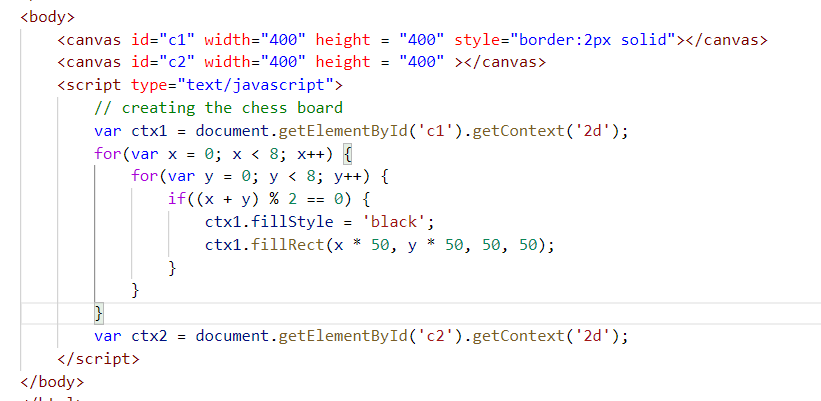 <body>
<canvas id="c1" width="400" height = "400" style="border:2px solid"></canvas>
<canvas id="c2" width="400" height = "400" ></canvas>
<script type="text/javascript">
// creating the chess board
var ctx1 = document.getElementById('c1').getContext('2d');
for(var x = 0; x < 8; x++) {
for(var y = 0; y < 8; y++) {
if((x + y) % 2 == 0) {
ctx1.fillStyle = 'black';
ctx1.fillRect(x * 50, y * 50, 50, 50);
}
}
}
var ctx2 = document.getElementById('c2').getContext('2d');
</script>
</body>